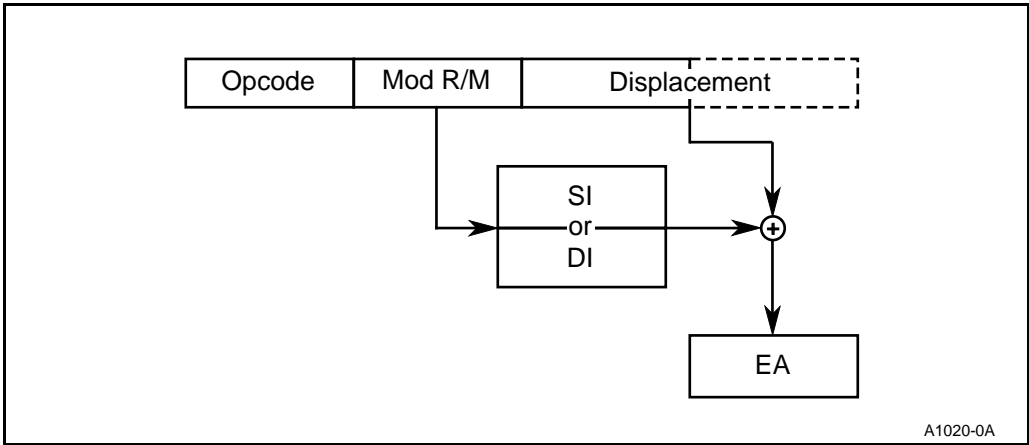 Opcode Mod R/M Displacement
SI
or
DI
+
EA
A1020-0A